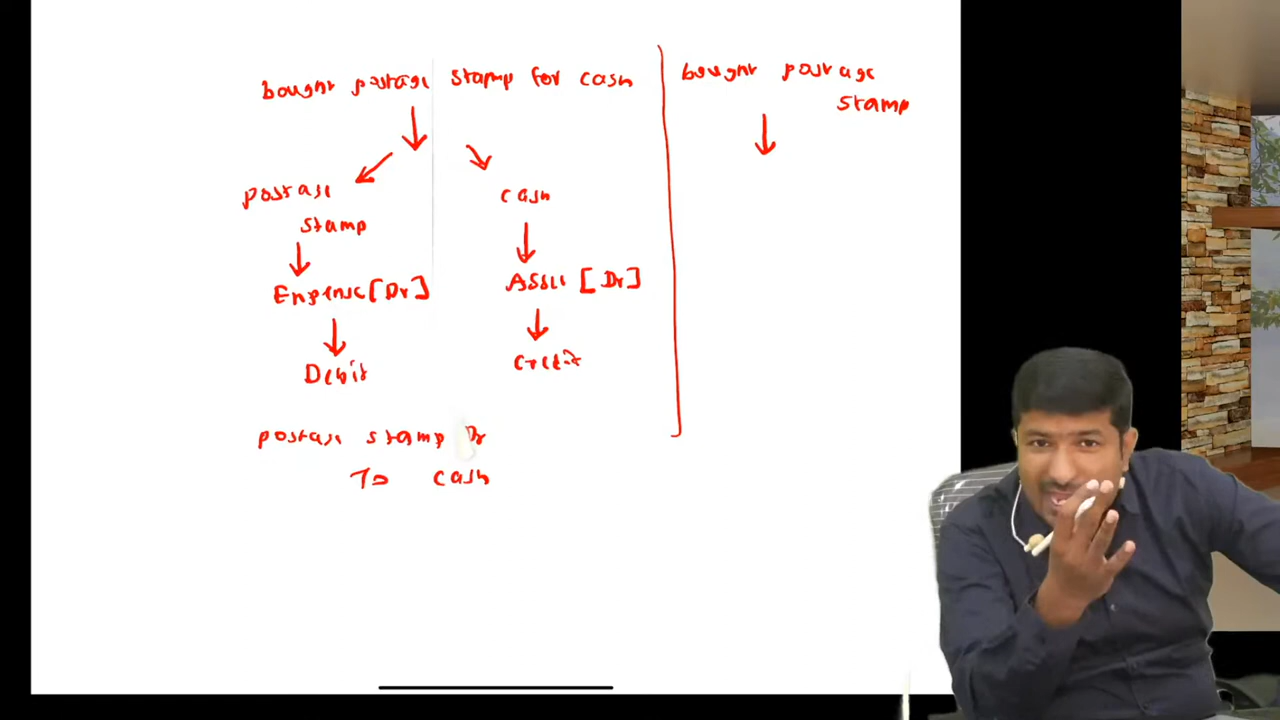 bought postage stamp for cash
postage
stamp
cash
Expense [Dr]
Asset [Dr]
Debit
Credit
postage stamp Dr
To cash
bought postage
stamp